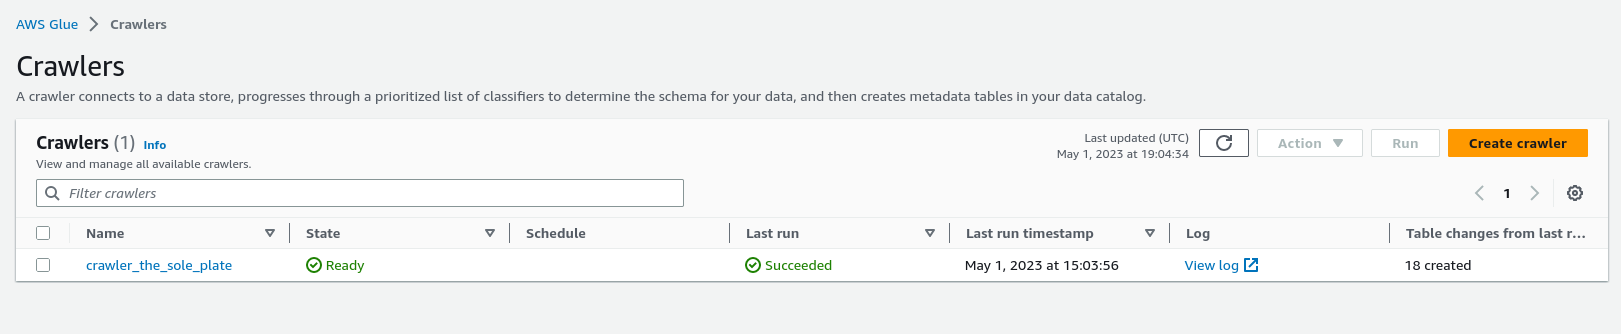 AWS Glue > Crawlers
Crawlers
A crawler connects to a data store, progresses through a prioritized list of classifiers to determine the schema for your data, and then creates metadata tables in your data catalog.
Crawlers (1) Info
View and manage all available crawlers.
Last updated (UTC)
May 1, 2023 at 19:04:34
Action
Run
Create crawler
Filter crawlers
1
Name State Schedule Last run Last run timestamp Log Table changes from last r...
crawler_the_sole_plate Ready Succeeded May 1, 2023 at 15:03:56 View log 18 created